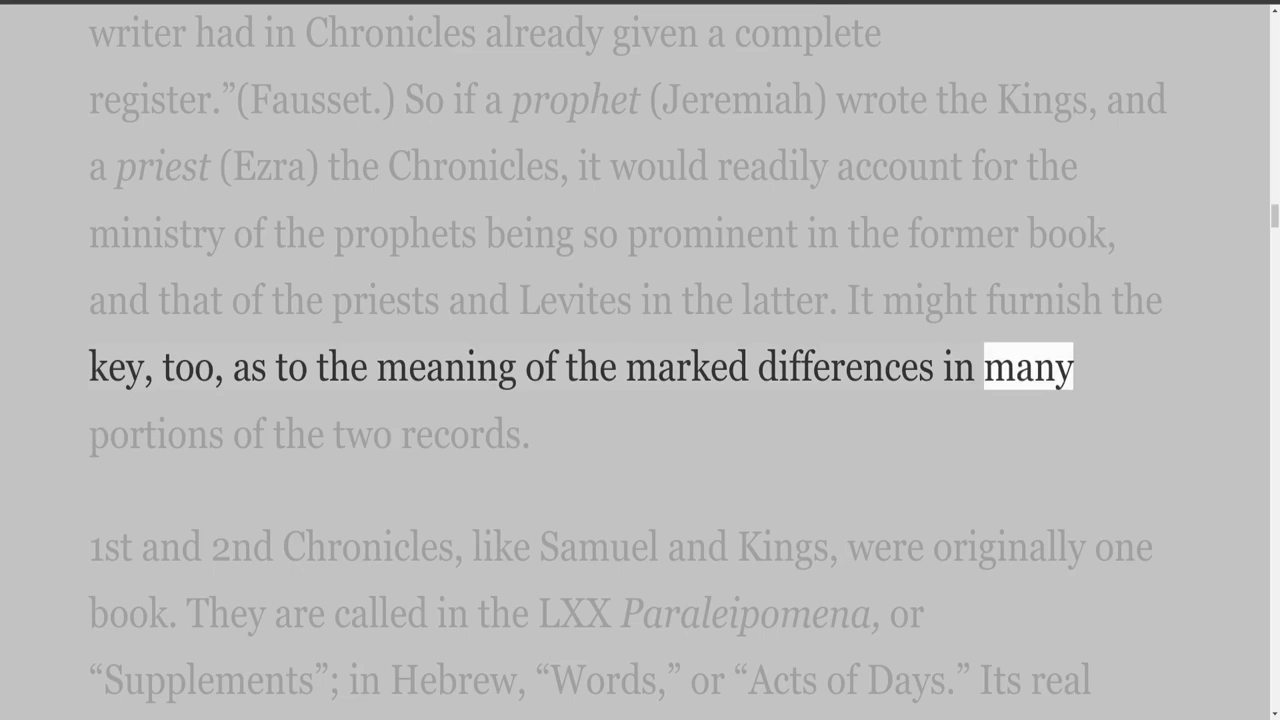 writer had in Chronicles already given a complete
register.”(Fausset.) So if a prophet (Jeremiah) wrote the Kings, and
a priest (Ezra) the Chronicles, it would readily account for the
ministry of the prophets being so prominent in the former book,
and that of the priests and Levites in the latter. It might furnish the
key, too, as to the meaning of the marked differences in many
portions of the two records.
1st and 2nd Chronicles, like Samuel and Kings, were originally one
book. They are called in the LXX Paraleipomena, or
“Supplements”; in Hebrew, “Words,” or “Acts of Days.” Its real